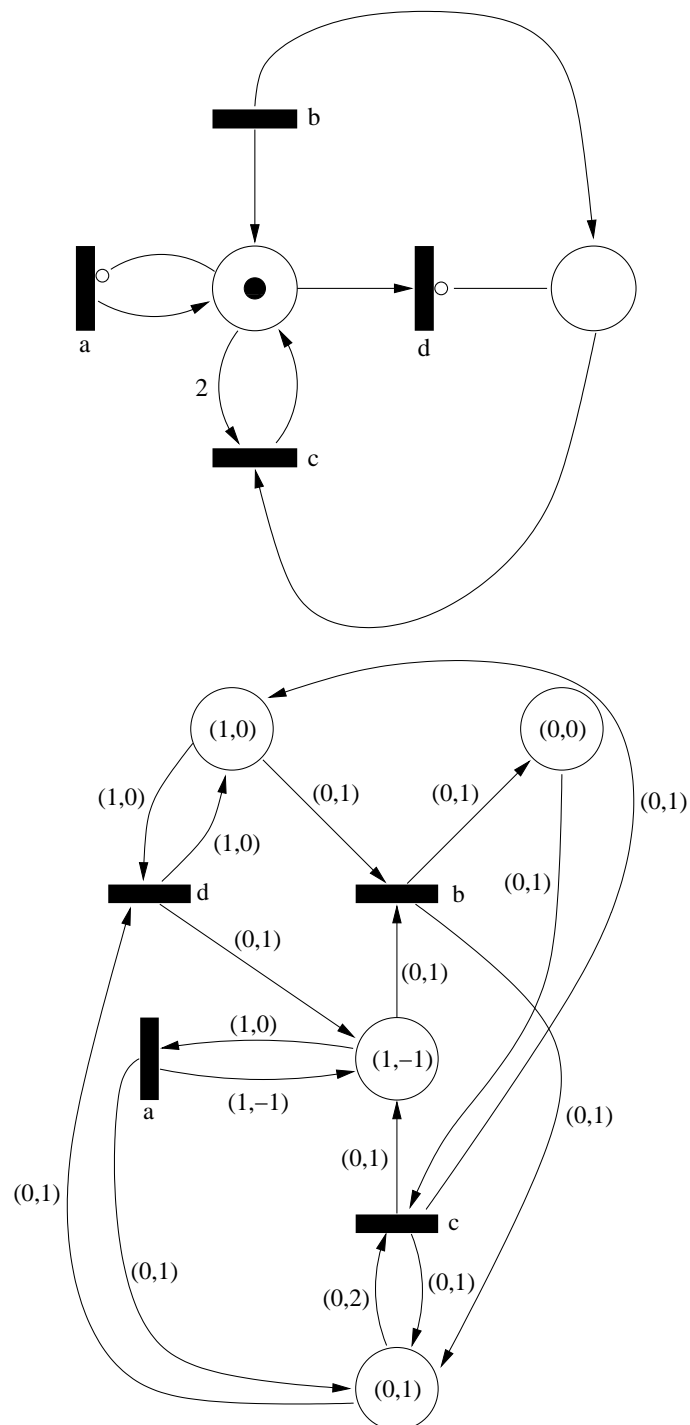 b
a
d
2
c
(1,0)
(0,0)
(1,0)
(0,1)
(0,1)
(0,1)
(1,0)
(0,1)
d
b
(0,1)
(0,1)
(1,0)
(1,–1)
a
(1,–1)
(0,1)
(0,1)
(0,1)
c
(0,1)
(0,2)
(0,1)
(0,1)